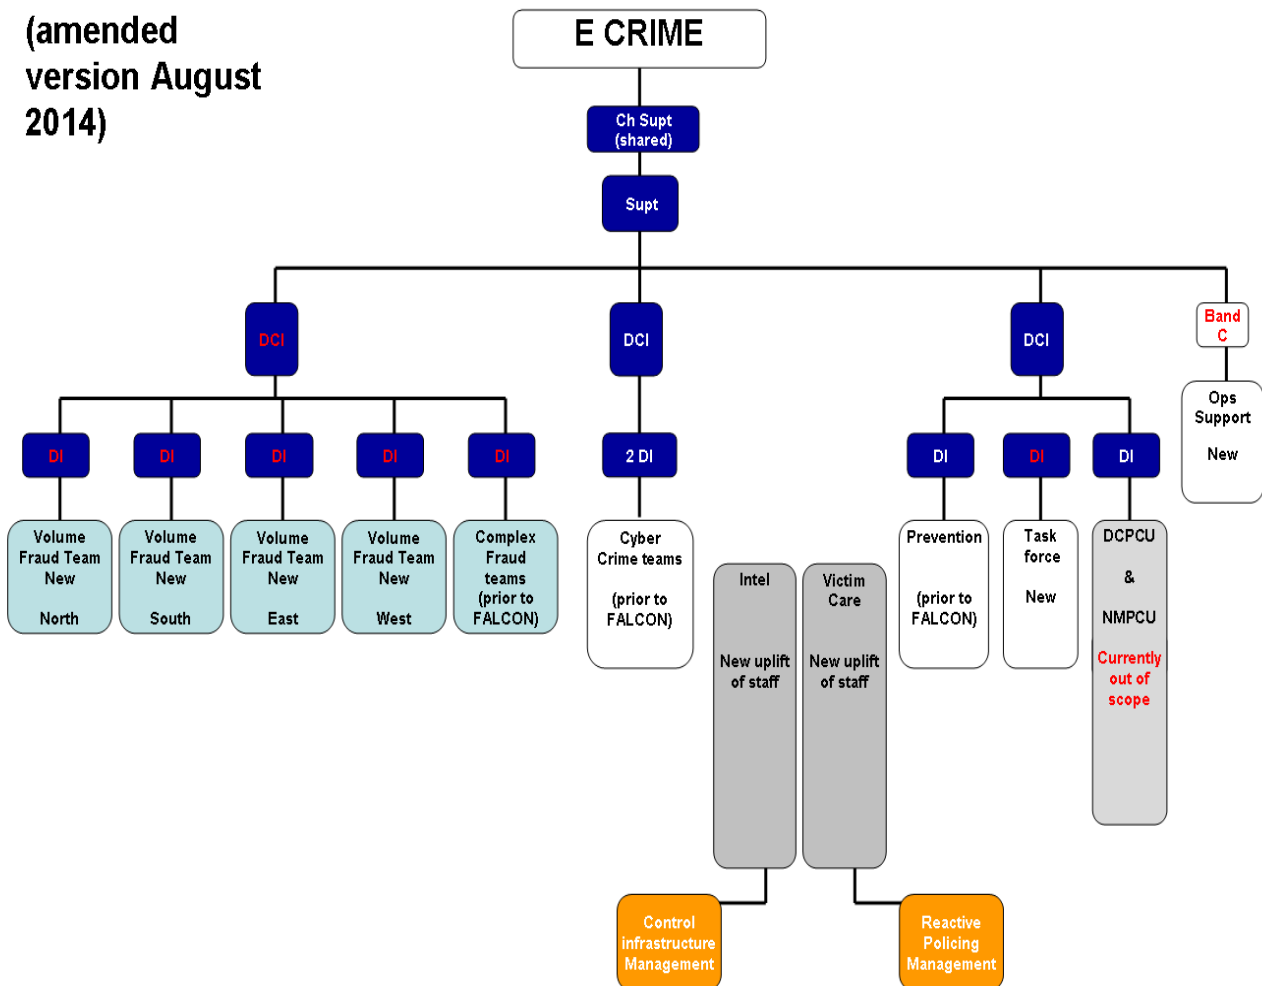 (amended
version August
2014)
E CRIME
Ch Supt
(shared)
Supt
DCI
DCI
DCI
Band
C
DI
DI
DI
DI
DI
2 DI
DI
DI
DI
Ops
Support
New
Volume
Fraud Team
New
North
Volume
Fraud Team
New
South
Volume
Fraud Team
New
East
Volume
Fraud Team
New
West
Complex
Fraud
teams
(prior to
FALCON)
Cyber
Crime teams
(prior to
FALCON)
Intel
New uplift
of staff
Victim
Care
New uplift
of staff
Prevention
(prior to
FALCON)
Task
force
New
DCPCU
&
NMPCU
Currently
out of
scope
Control
infrastructure
Management
Reactive
Policing
Management